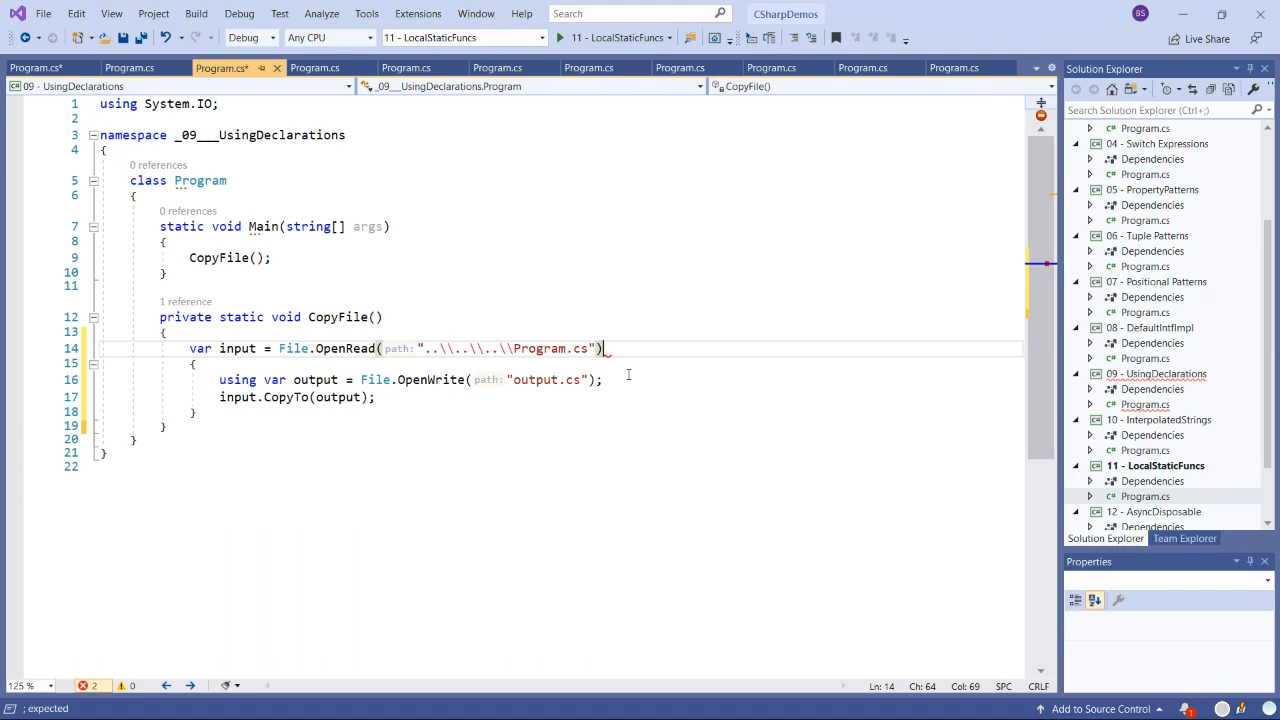 File Edit View Project Build Debug Test Analyze Tools Extensions Window Help Search CSharpDemos BS
Debug Any CPU 11 - LocalStaticFuncs 11 - LocalStaticFuncs Live Share
Program.cs* Program.cs Program.cs* Program.cs Program.cs Program.cs Program.cs Program.cs Program.cs Program.cs Program.cs
09 - UsingDeclarations _09___UsingDeclarations.Program CopyFile()
1 using System.IO;
2
3 namespace _09___UsingDeclarations
4 {
0 references
5 class Program
6 {
0 references
7 static void Main(string[] args)
8 {
9 CopyFile();
10 }
11
1 reference
12 private static void CopyFile()
13 {
14 var input = File.OpenRead(path: "..\\..\\..\\Program.cs")
15 {
16 using var output = File.OpenWrite(path: "output.cs");
17 input.CopyTo(output);
18 }
19 }
20 }
21 }
22
125 % 2 0 Ln: 14 Ch: 64 Col: 69 SPC CRLF
Solution Explorer
Search Solution Explorer (Ctrl+;)
C# Program.cs
04 - Switch Expressions
Dependencies
C# Program.cs
05 - PropertyPatterns
Dependencies
C# Program.cs
06 - Tuple Patterns
Dependencies
C# Program.cs
07 - Positional Patterns
Dependencies
C# Program.cs
08 - DefaultIntfImpl
Dependencies
C# Program.cs
09 - UsingDeclarations
Dependencies
C# Program.cs
10 - InterpolatedStrings
Dependencies
C# Program.cs
11 - LocalStaticFuncs
Dependencies
C# Program.cs
12 - AsyncDisposable
Dependencies
Solution Explorer Team Explorer
Properties
; expected Add to Source Control 1